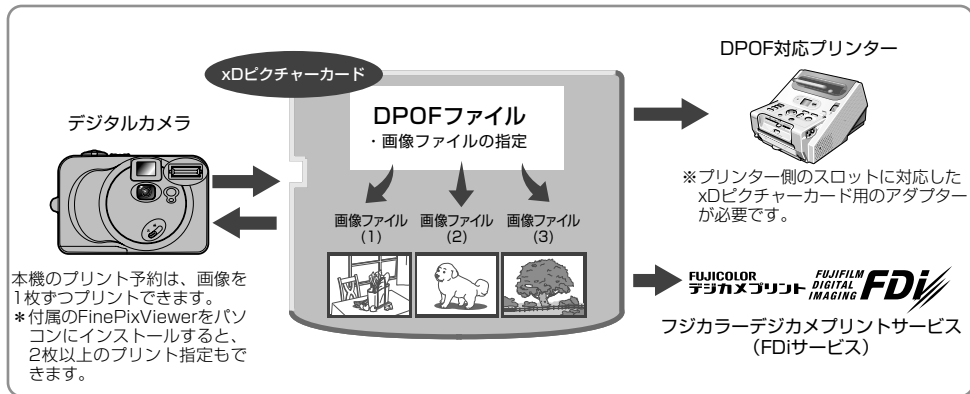 xDピクチャーカード
デジタルカメラ
本機のプリント予約は、画像を
1枚ずつプリントできます。
*付属のFinePixViewerをパソ
コンにインストールすると、
2枚以上のプリント指定もで
きます。
DPOFファイル
・画像ファイルの指定
画像ファイル
(1)
画像ファイル
(2)
画像ファイル
(3)
DPOF対応プリンター
※プリンター側のスロットに対応した
xDピクチャーカード用のアダプター
が必要です。
FUJICOLOR
デジカメプリント
FUJIFILM
DIGITAL
IMAGING
FDi
フジカラーデジカメプリントサービス
(FDiサービス)